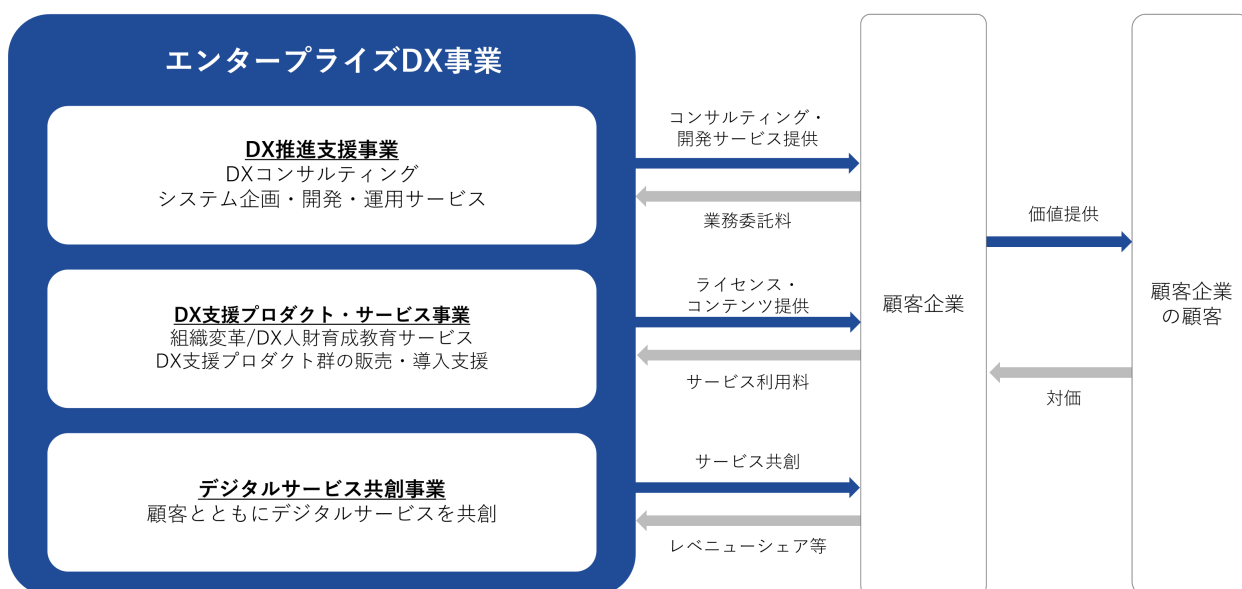 エンタープライズDX事業
DX推進支援事業
DXコンサルティング
システム企画・開発・運用サービス
コンサルティング・
開発サービス提供
業務委託料
DX支援プロダクト・サービス事業
組織変革/DX人財育成教育サービス
DX支援プロダクト群の販売・導入支援
ライセンス・
コンテンツ提供
サービス利用料
デジタルサービス共創事業
顧客とともにデジタルサービスを共創
サービス共創
レベニューシェア等
顧客企業
価値提供
対価
顧客企業
の顧客